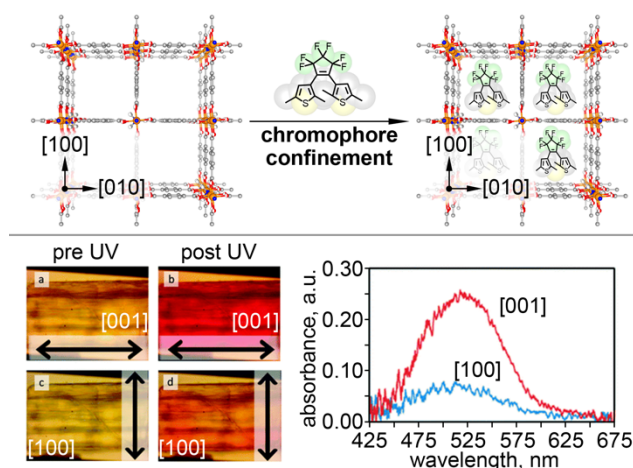 F F
F F
F F
S S
chromophore
confinement
[100]
[010]
F F
F F
F F
S S
F F
F F
F F
S S
F F
F F
F F
S S
F F
F F
F F
S S
[100]
[010]
pre UV
post UV
a
[001]
b
[001]
c
[100]
d
[100]
absorbance, a.u.
0.30
0.20
0.10
0.00
[001]
[100]
425 475 525 575 625 675
wavelength, nm